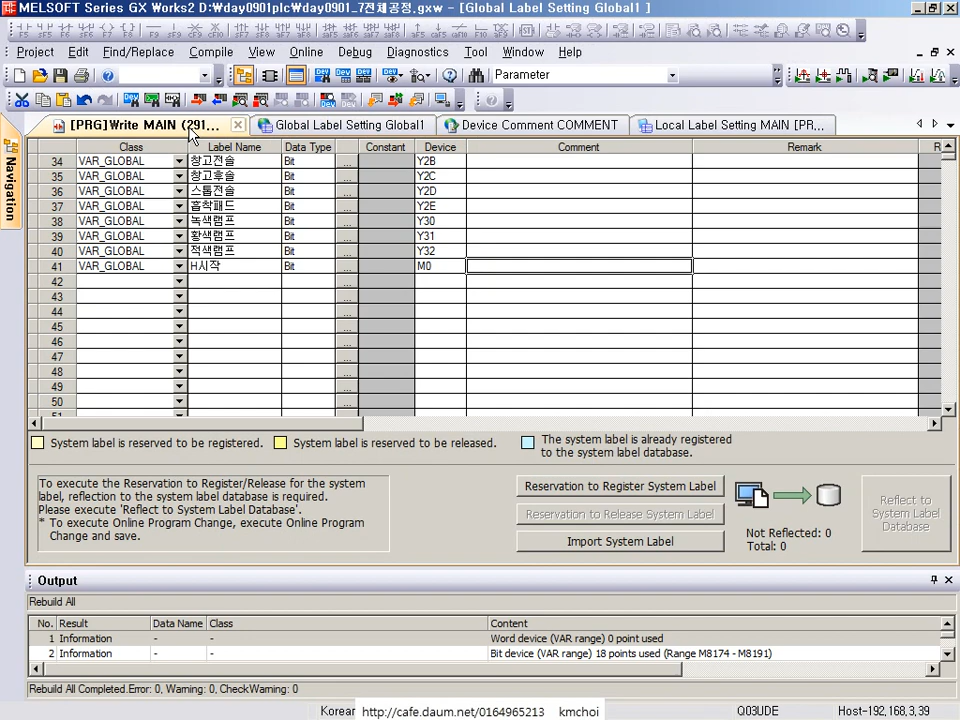 MELSOFT Series GX Works2 D:₩day0901plc₩day0901_7전체공정.gxw - [Global Label Setting Global1 ]
Project Edit Find/Replace Compile View Online Debug Diagnostics Tool Window Help
Parameter
[PRG]Write MAIN (291... Global Label Setting Global1 Device Comment COMMENT Local Label Setting MAIN [PR...
Navigation
Class Label Name Data Type Constant Device Comment Remark R
34 VAR_GLOBAL 창고전솔 Bit ... Y2B
35 VAR_GLOBAL 창고후솔 Bit ... Y2C
36 VAR_GLOBAL 스톱전솔 Bit ... Y2D
37 VAR_GLOBAL 흡착패드 Bit ... Y2E
38 VAR_GLOBAL 녹색램프 Bit ... Y30
39 VAR_GLOBAL 황색램프 Bit ... Y31
40 VAR_GLOBAL 적색램프 Bit ... Y32
41 VAR_GLOBAL H시작 Bit ... M0
42 ...
43 ...
44 ...
45 ...
46 ...
47 ...
48 ...
49 ...
50 ...
System label is reserved to be registered. System label is reserved to be released. The system label is already registered
to the system label database.
To execute the Reservation to Register/Release for the system
label, reflection to the system label database is required.
Please execute 'Reflect to System Label Database'.
* To execute Online Program Change, execute Online Program
Change and save.
Reservation to Register System Label
Reservation to Release System Label
Import System Label
Not Reflected: 0
Total: 0
Reflect to
System Label
Database
Output
Rebuild All
No. Result Data Name Class Content
1 Information - - Word device (VAR range) 0 point used
2 Information - - Bit device (VAR range) 18 points used (Range M8174 - M8191)
Rebuild All Completed.Error: 0, Warning: 0, CheckWarning: 0
Korean http://cafe.daum.net/0164965213 kmchoi Q03UDE Host-192,168,3,39